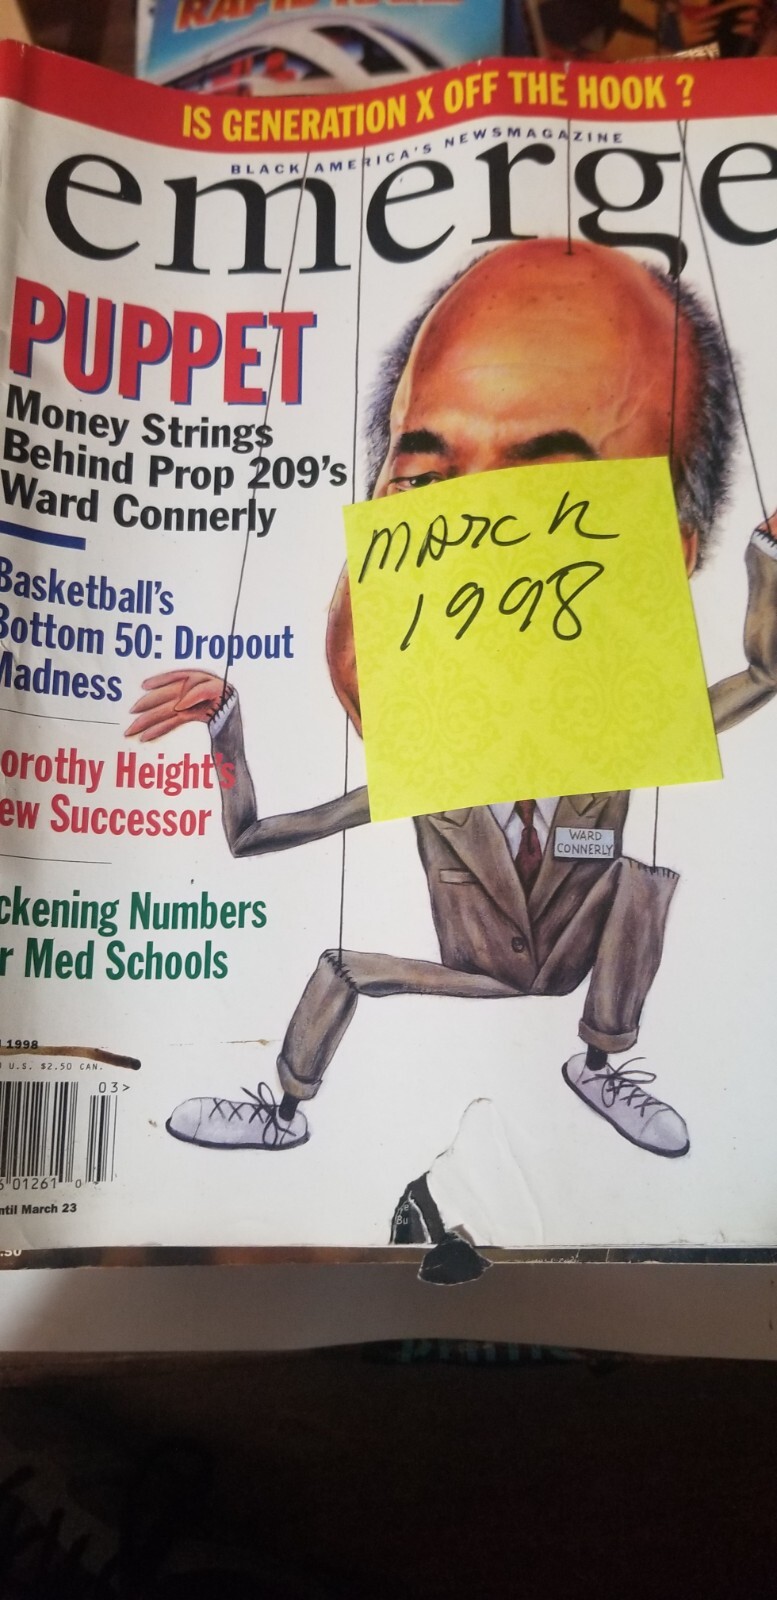 IS GENERATION X OFF THE HOOK ?
BLACK AMERICA'S NEWSMAGAZINE
emerge
PUPPET
Money Strings
Behind Prop 209's
Ward Connerly
MARCH
1998
Basketball's
Bottom 50: Dropout
Madness
orothy Height's
ew Successor
WARD
CONNERLY
ckening Numbers
r Med Schools
1998
U.S. $2.50 CAN.
03>
01261 0
ntil March 23
.50
Bu